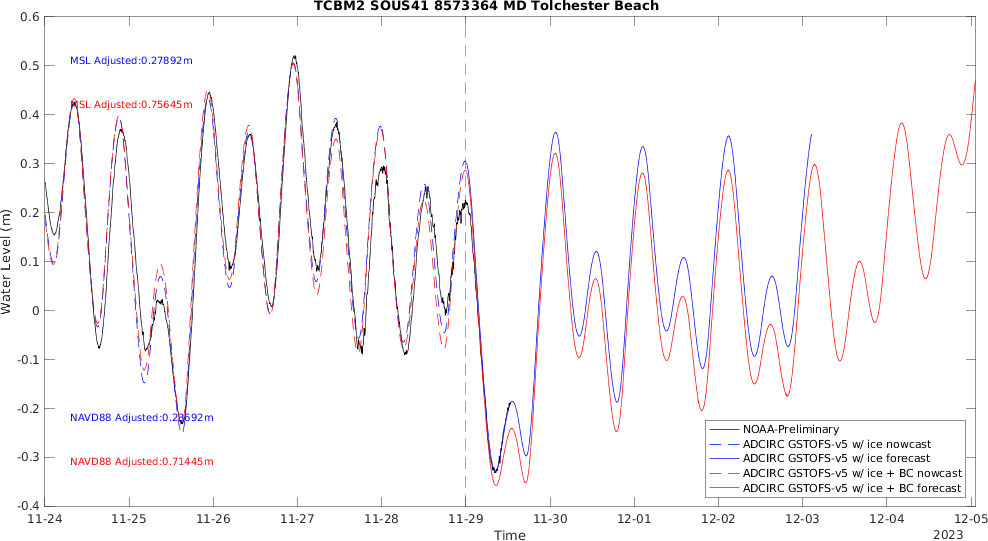 TCBM2 SOUS41 8573364 MD Tolchester Beach
0.6
0.5
0.4
0.3
0.2
0.1
0
-0.1
-0.2
-0.3
-0.4
Water Level (m)
MSL Adjusted:0.27892m
MSL Adjusted:0.75645m
NAVD88 Adjusted:0.23692m
NAVD88 Adjusted:0.71445m
NOAA-Preliminary
ADCIRC GSTOFS-v5 w/ ice nowcast
ADCIRC GSTOFS-v5 w/ ice forecast
ADCIRC GSTOFS-v5 w/ ice + BC nowcast
ADCIRC GSTOFS-v5 w/ ice + BC forecast
11-24 11-25 11-26 11-27 11-28 11-29 11-30 12-01 12-02 12-03 12-04 12-05
Time
2023